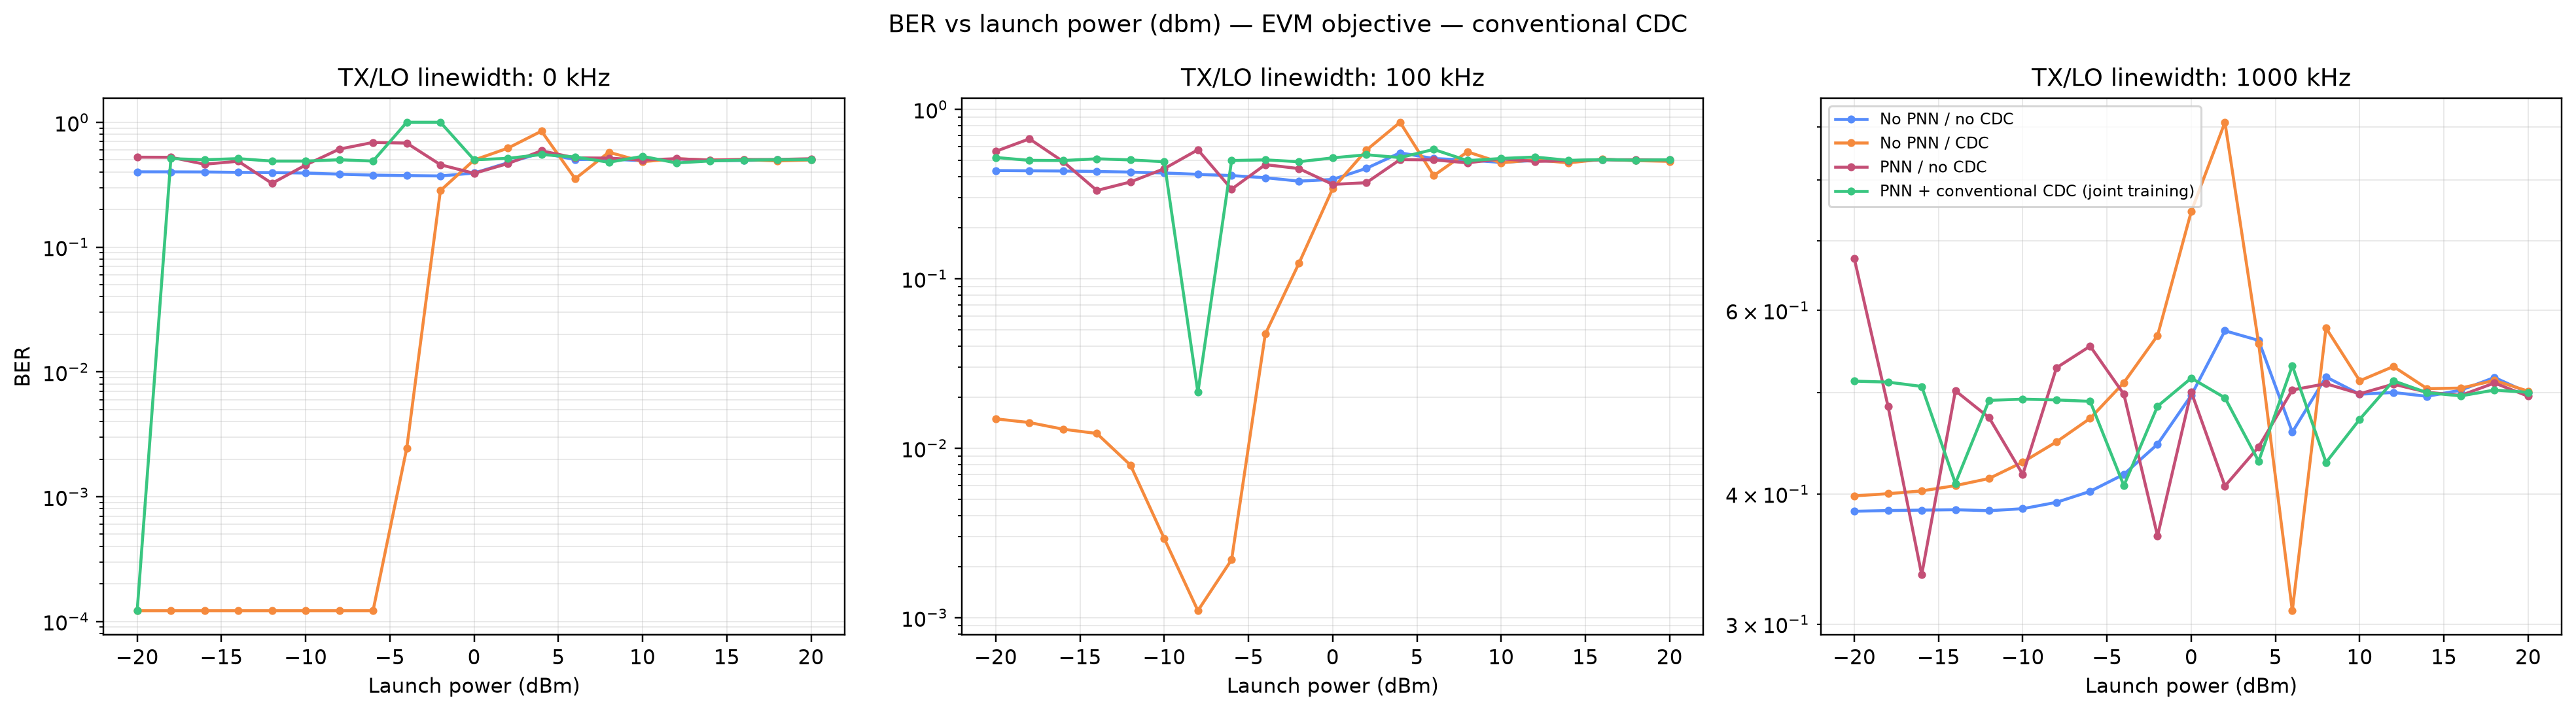 BER vs launch power (dbm) — EVM objective — conventional CDC
TX/LO linewidth: 0 kHz
BER
10⁰
10⁻¹
10⁻²
10⁻³
10⁻⁴
−20 −15 −10 −5 0 5 10 15 20
Launch power (dBm)
TX/LO linewidth: 100 kHz
10⁰
10⁻¹
10⁻²
10⁻³
−20 −15 −10 −5 0 5 10 15 20
Launch power (dBm)
TX/LO linewidth: 1000 kHz
No PNN / no CDC
No PNN / CDC
PNN / no CDC
PNN + conventional CDC (joint training)
6 × 10⁻¹
4 × 10⁻¹
3 × 10⁻¹
−20 −15 −10 −5 0 5 10 15 20
Launch power (dBm)